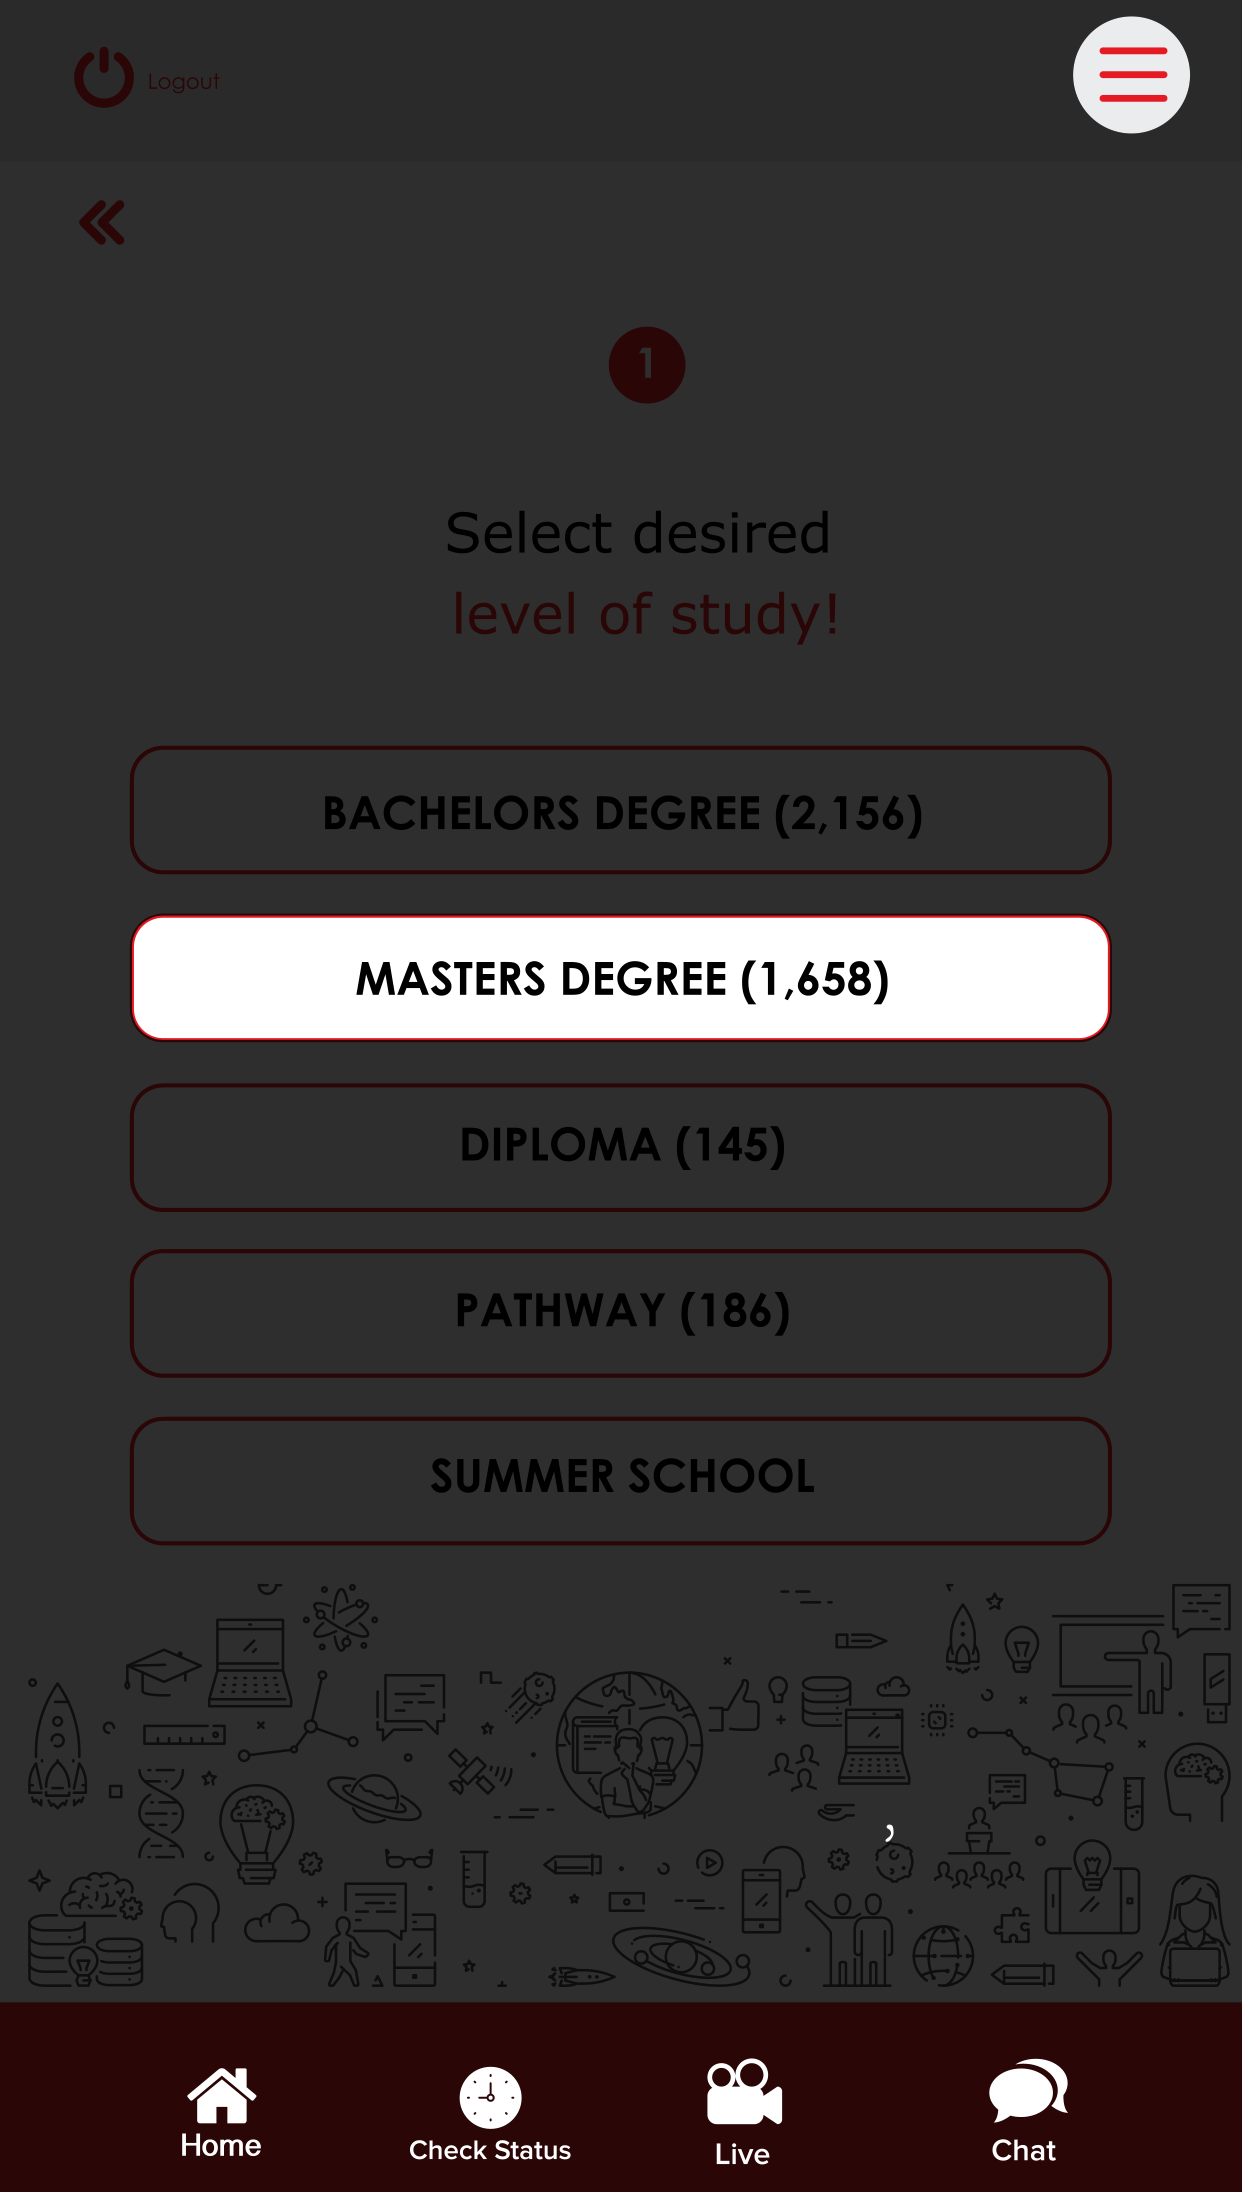 Logout
1
Select desired
level of study!
BACHELORS DEGREE (2,156)
MASTERS DEGREE (1,658)
DIPLOMA (145)
PATHWAY (186)
SUMMER SCHOOL
Home
Check Status
Live
Chat